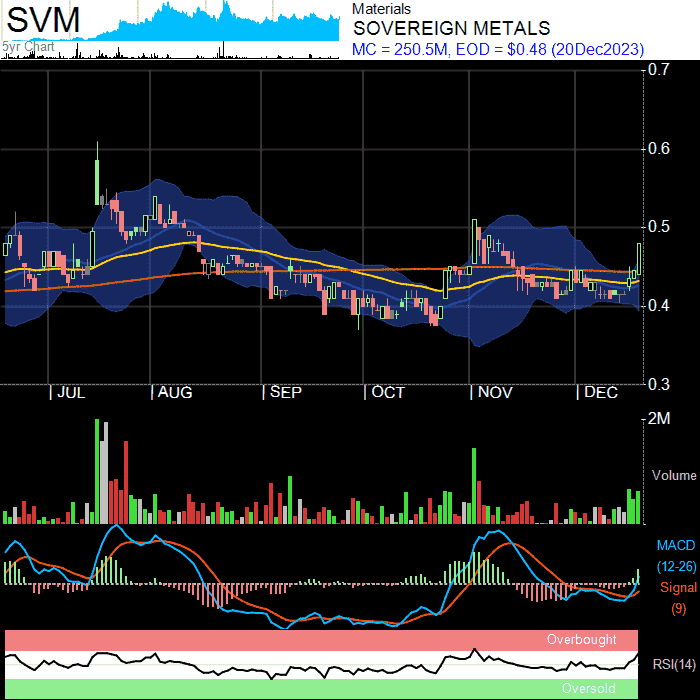 SVM
5yr Chart
Materials
SOVEREIGN METALS
MC = 250.5M, EOD = $0.48 (20Dec2023)
0.7
0.6
0.5
0.4
0.3
| JUL | AUG | SEP | OCT | NOV | DEC
2M
Volume
MACD
(12-26)
Signal
(9)
Overbought
RSI(14)
Oversold